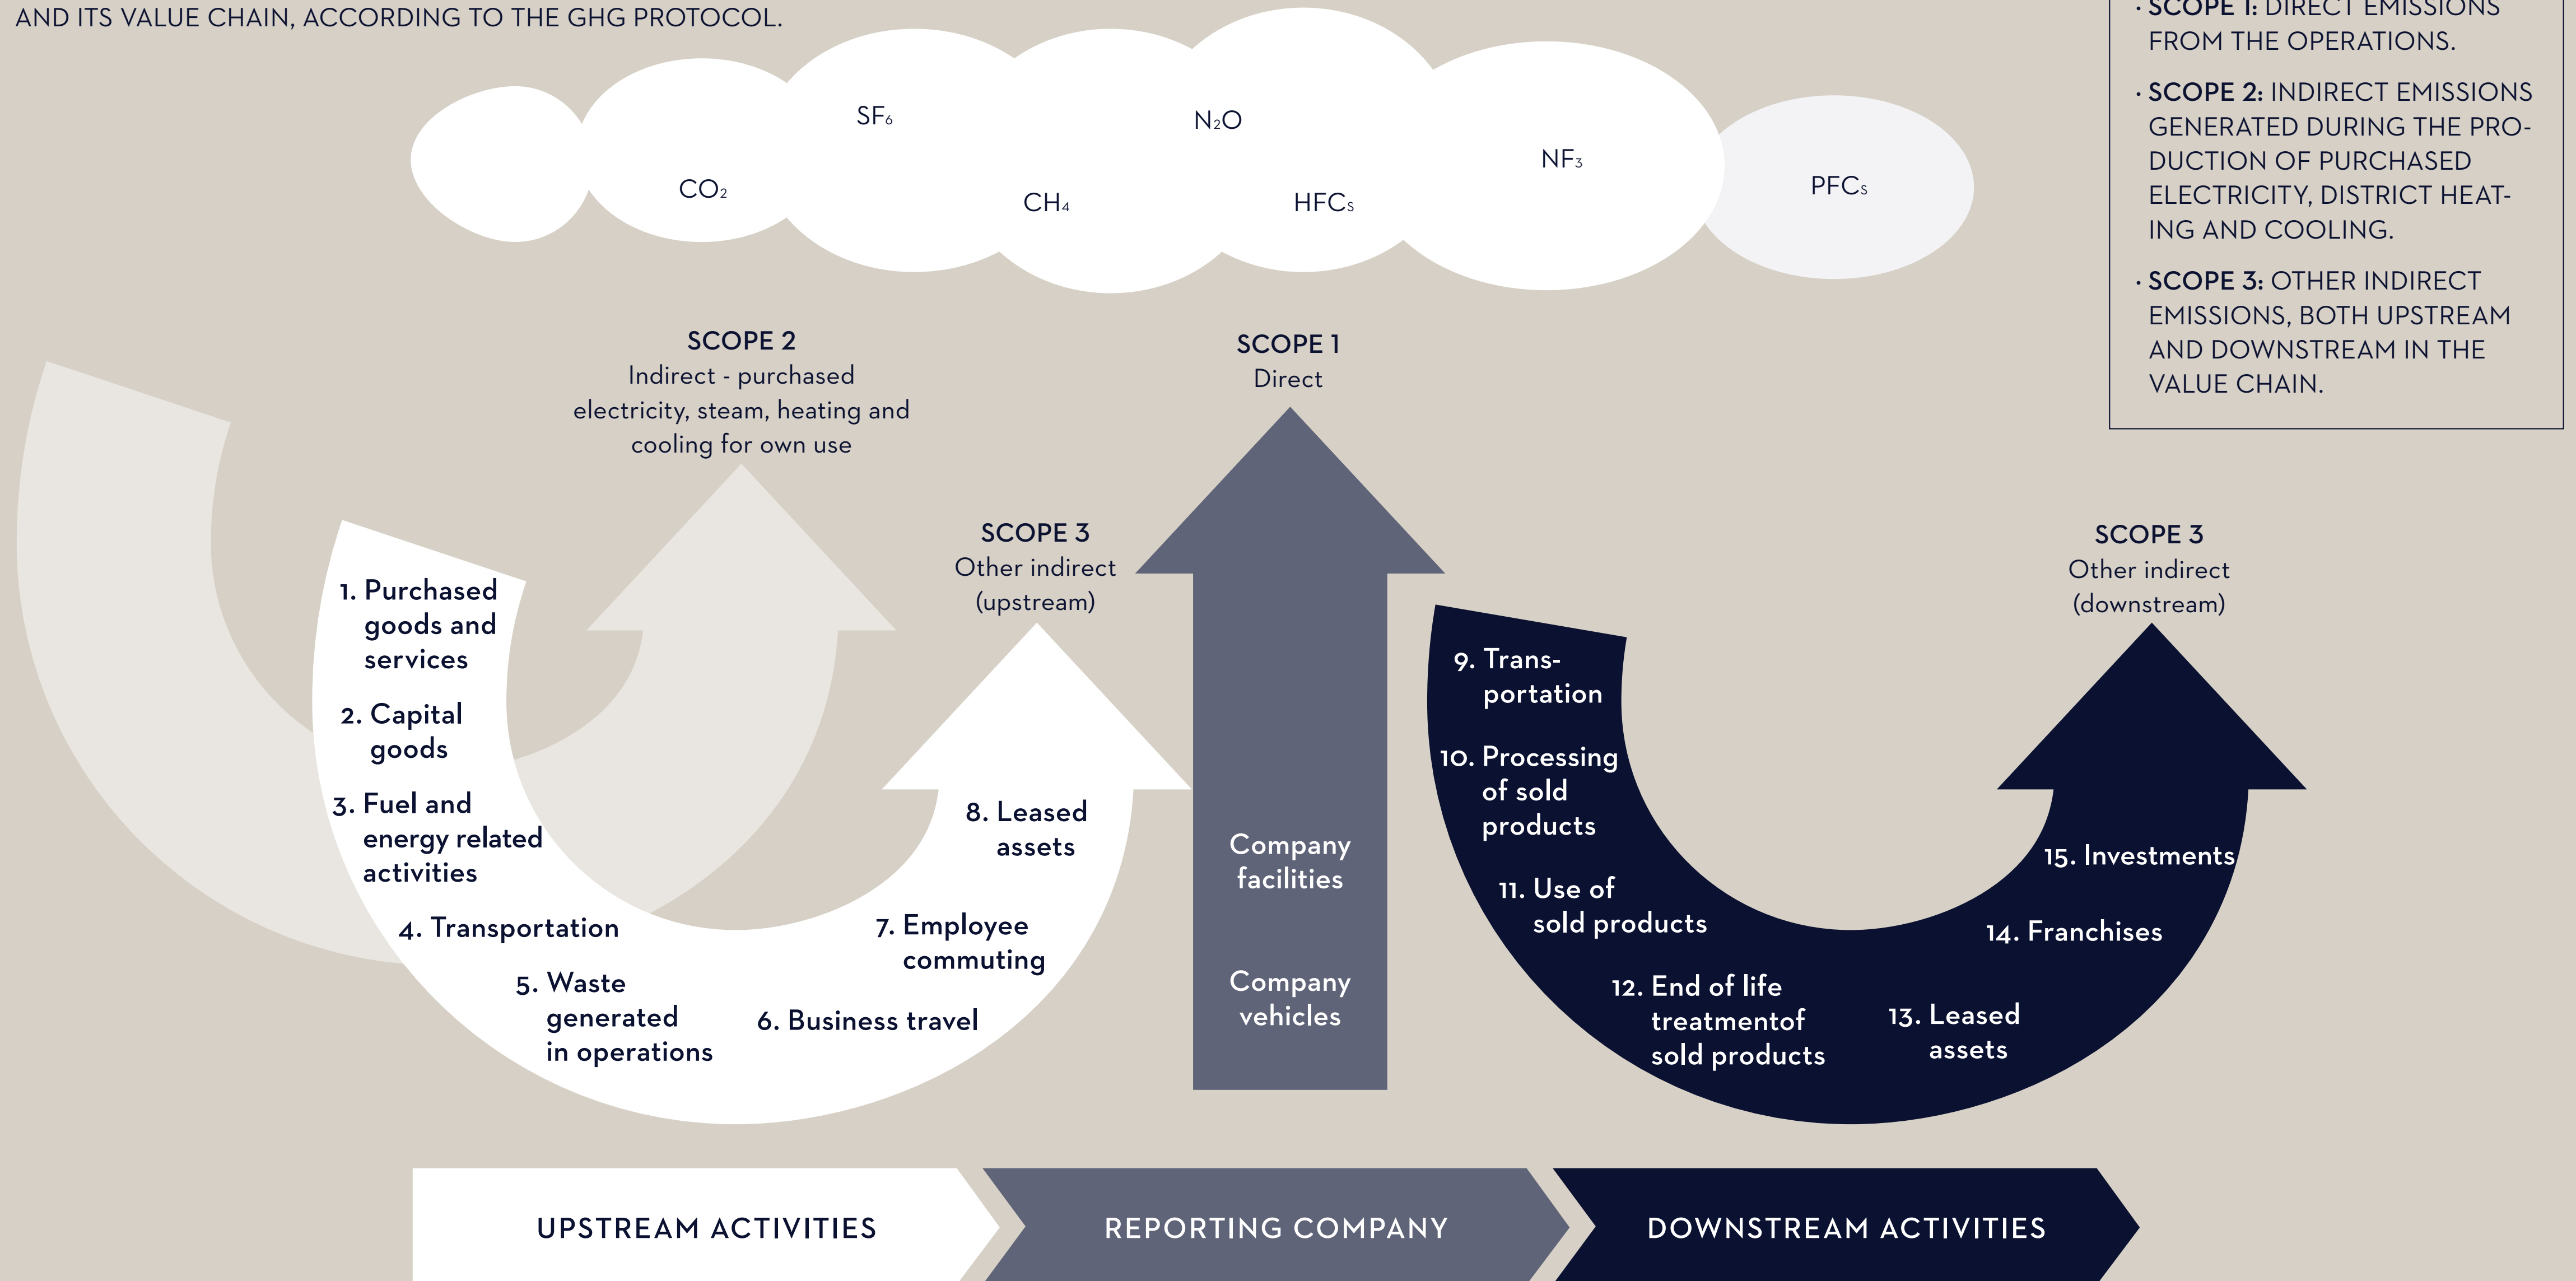 AND ITS VALUE CHAIN, ACCORDING TO THE GHG PROTOCOL.
· SCOPE 1: DIRECT EMISSIONS
FROM THE OPERATIONS.
· SCOPE 2: INDIRECT EMISSIONS
GENERATED DURING THE PRO-
DUCTION OF PURCHASED
ELECTRICITY, DISTRICT HEAT-
ING AND COOLING.
· SCOPE 3: OTHER INDIRECT
EMISSIONS, BOTH UPSTREAM
AND DOWNSTREAM IN THE
VALUE CHAIN.
CO₂
SF₆
CH₄
N₂O
HFCs
NF₃
PFCs
SCOPE 2
Indirect - purchased
electricity, steam, heating and
cooling for own use
SCOPE 3
Other indirect
(upstream)
SCOPE 1
Direct
SCOPE 3
Other indirect
(downstream)
1. Purchased
goods and
services
2. Capital
goods
3. Fuel and
energy related
activities
4. Transportation
5. Waste
generated
in operations
6. Business travel
7. Employee
commuting
8. Leased
assets
Company
facilities
Company
vehicles
9. Trans-
portation
10. Processing
of sold
products
11. Use of
sold products
12. End of life
treatmentof
sold products
13. Leased
assets
14. Franchises
15. Investments
UPSTREAM ACTIVITIES
REPORTING COMPANY
DOWNSTREAM ACTIVITIES